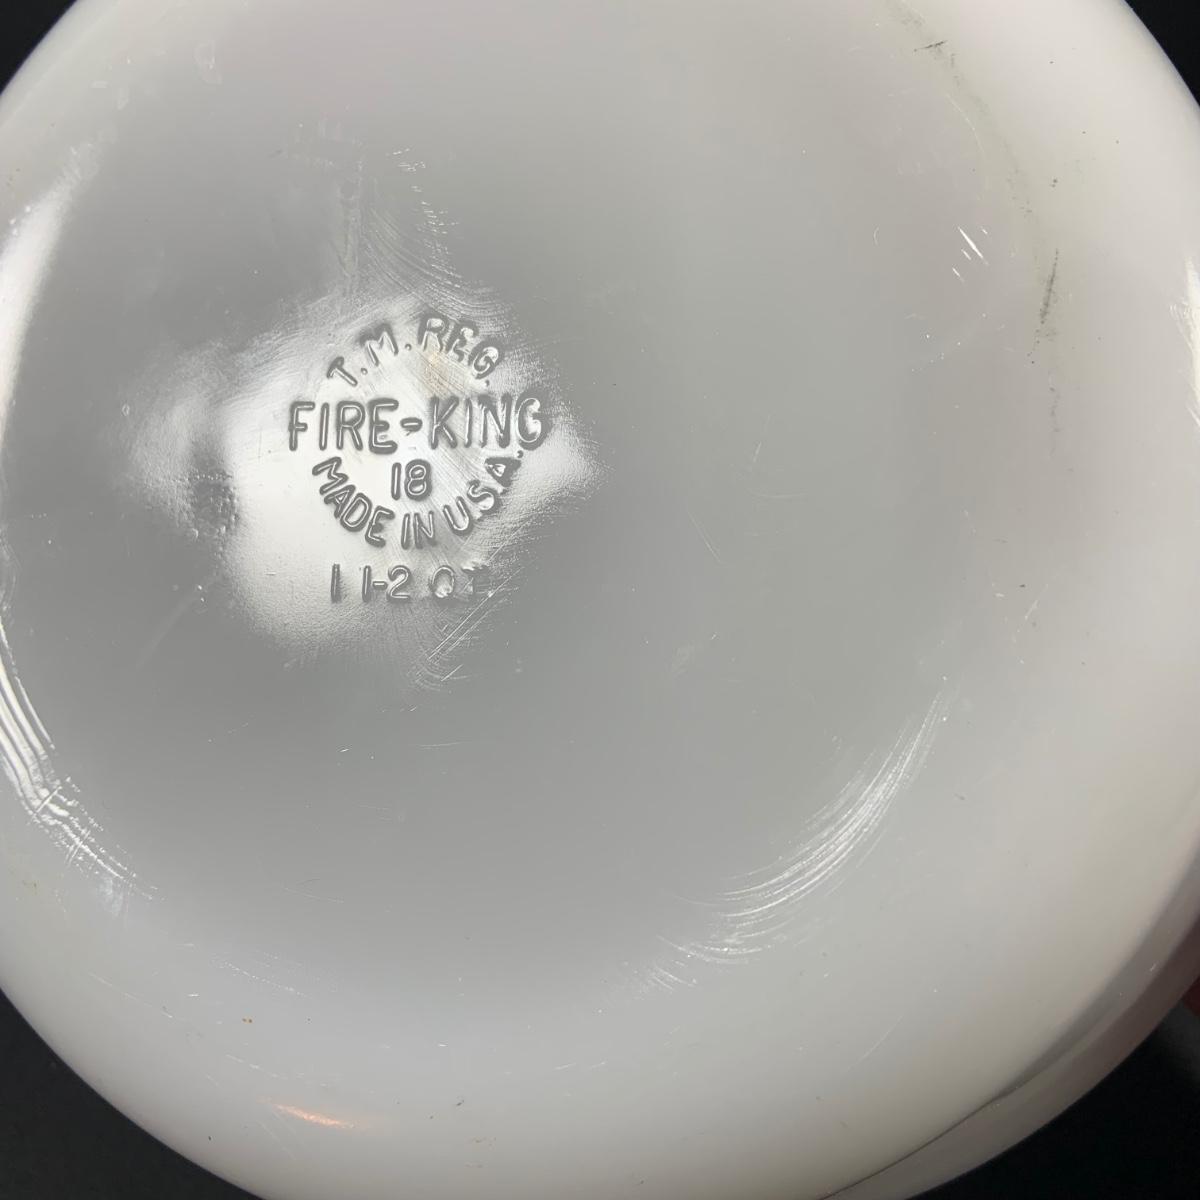 T.M. REG.
FIRE-KING
18
MADE IN U.S.A.
1 1-2 QT